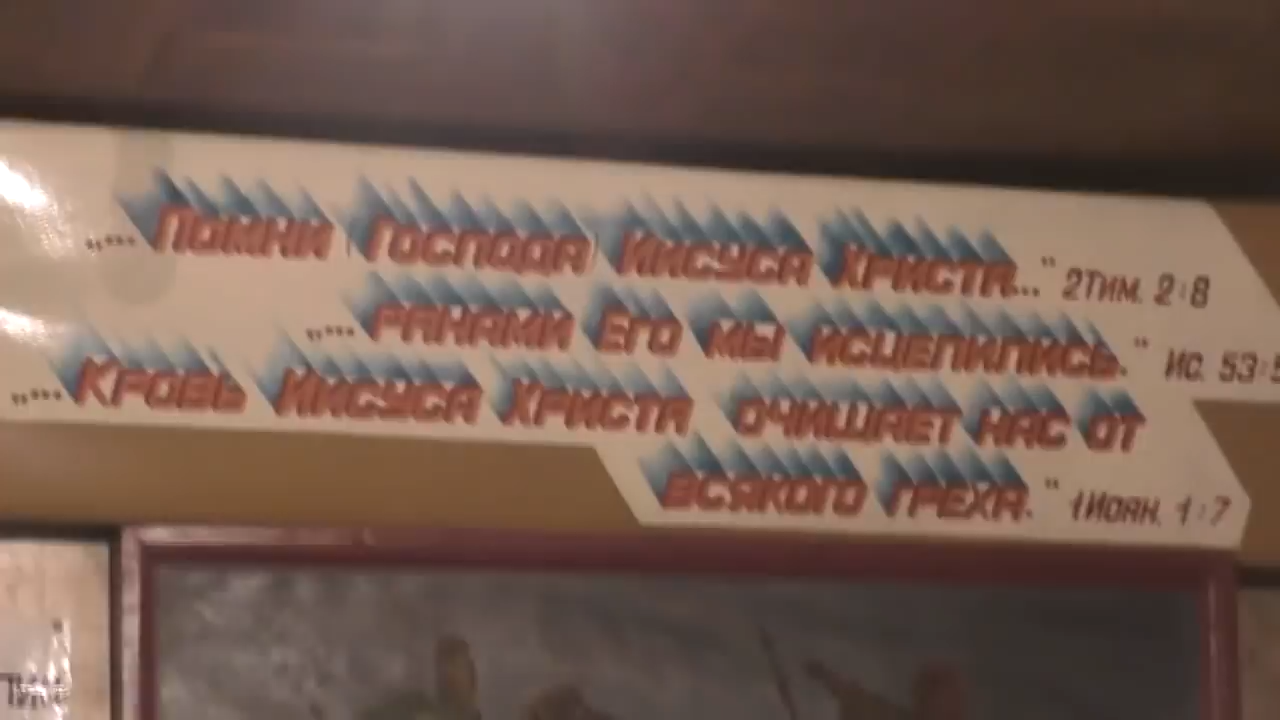 „... Помни (Господа) Иисуса Христа..." 2Тим. 2:8
„... ранами Его мы исцелились." Ис. 53:5
„... Кровь Иисуса Христа очищает нас от
всякого греха." 1Иоан. 1:7